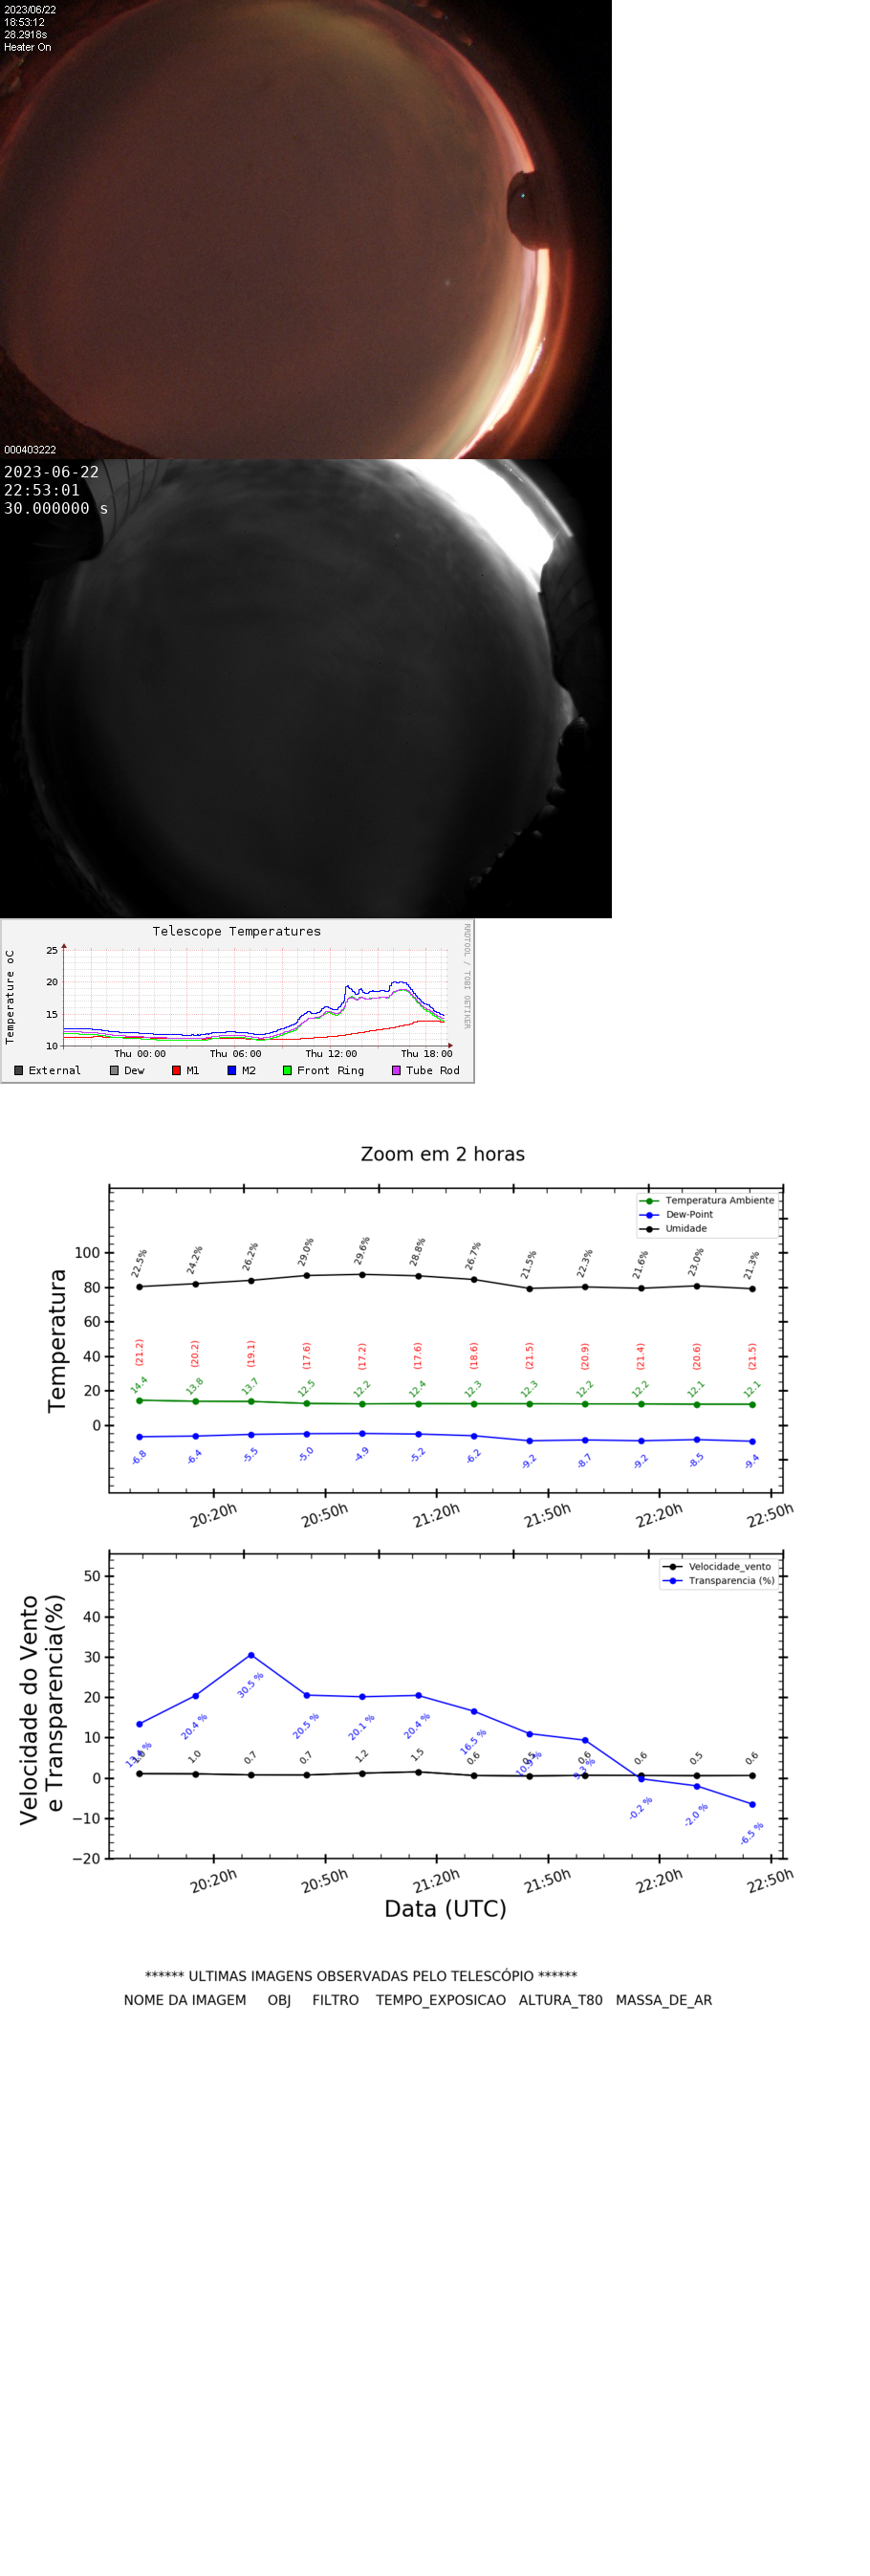 2023/06/22
18:53:12
28.2918s
Heater On
000403222
2023-06-22
22:53:01
30.000000 s
Telescope Temperatures
RRDTOOL / TOBI OETIKER
Temperature oC
25
20
15
10
Thu 00:00 Thu 06:00 Thu 12:00 Thu 18:00
External Dew M1 M2 Front Ring Tube Rod
Zoom em 2 horas
Temperatura Ambiente
Dew-Point
Umidade
Temperatura
100
80
60
40
20
0
22.5% 24.2% 26.2% 29.0% 29.6% 28.8% 26.7% 21.5% 22.3% 21.6% 23.0% 21.3%
(21.2) (20.2) (19.1) (17.6) (17.2) (17.6) (18.6) (21.5) (20.9) (21.4) (20.6) (21.5)
14.4 13.8 13.7 12.5 12.2 12.4 12.3 12.3 12.2 12.2 12.1 12.1
-6.8 -6.4 -5.5 -5.0 -4.9 -5.2 -6.2 -9.2 -8.7 -9.2 -8.5 -9.4
20:20h 20:50h 21:20h 21:50h 22:20h 22:50h
Velocidade_vento
Transparencia (%)
Velocidade do Vento
e Transparencia(%)
50
40
30
20
10
0
−10
−20
20.4 % 30.5 % 20.5 % 20.1 % 20.4 % 16.5 % -0.2 % -2.0 % -6.5 %
1.0 0.7 0.7 1.2 1.5 0.6 0.6 0.6 0.5 0.6
20:20h 20:50h 21:20h 21:50h 22:20h 22:50h
Data (UTC)
****** ULTIMAS IMAGENS OBSERVADAS PELO TELESCÓPIO ******
NOME DA IMAGEM OBJ FILTRO TEMPO_EXPOSICAO ALTURA_T80 MASSA_DE_AR